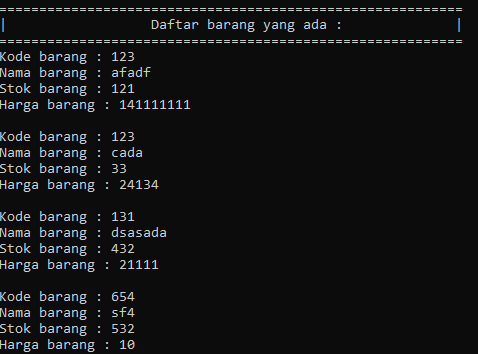 ==========================================================
| Daftar barang yang ada : |
==========================================================
Kode barang : 123
Nama barang : afadf
Stok barang : 121
Harga barang : 141111111
Kode barang : 123
Nama barang : cada
Stok barang : 33
Harga barang : 24134
Kode barang : 131
Nama barang : dsasada
Stok barang : 432
Harga barang : 21111
Kode barang : 654
Nama barang : sf4
Stok barang : 532
Harga barang : 10